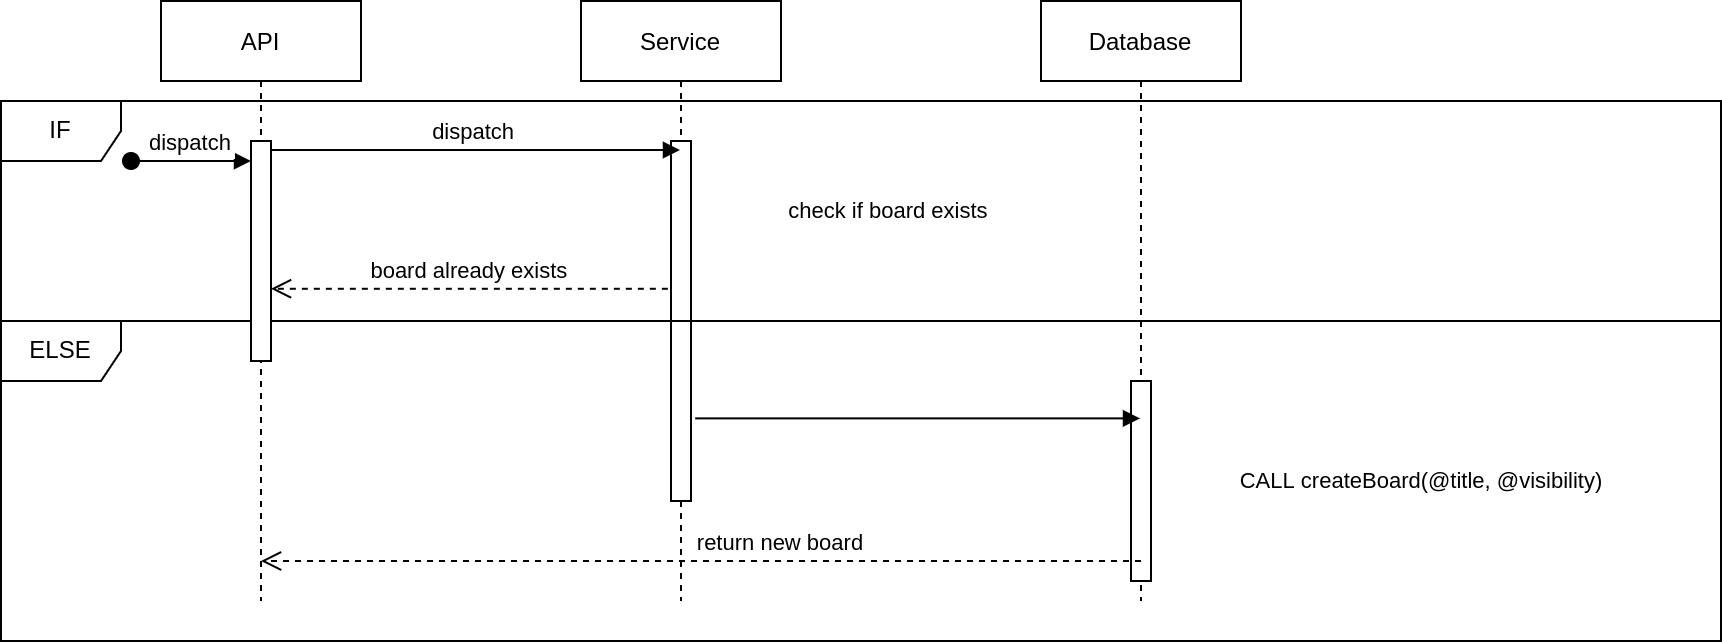 API
Service
Database
IF
dispatch
dispatch
check if board exists
board already exists
ELSE
CALL createBoard(@title, @visibility)
return new board